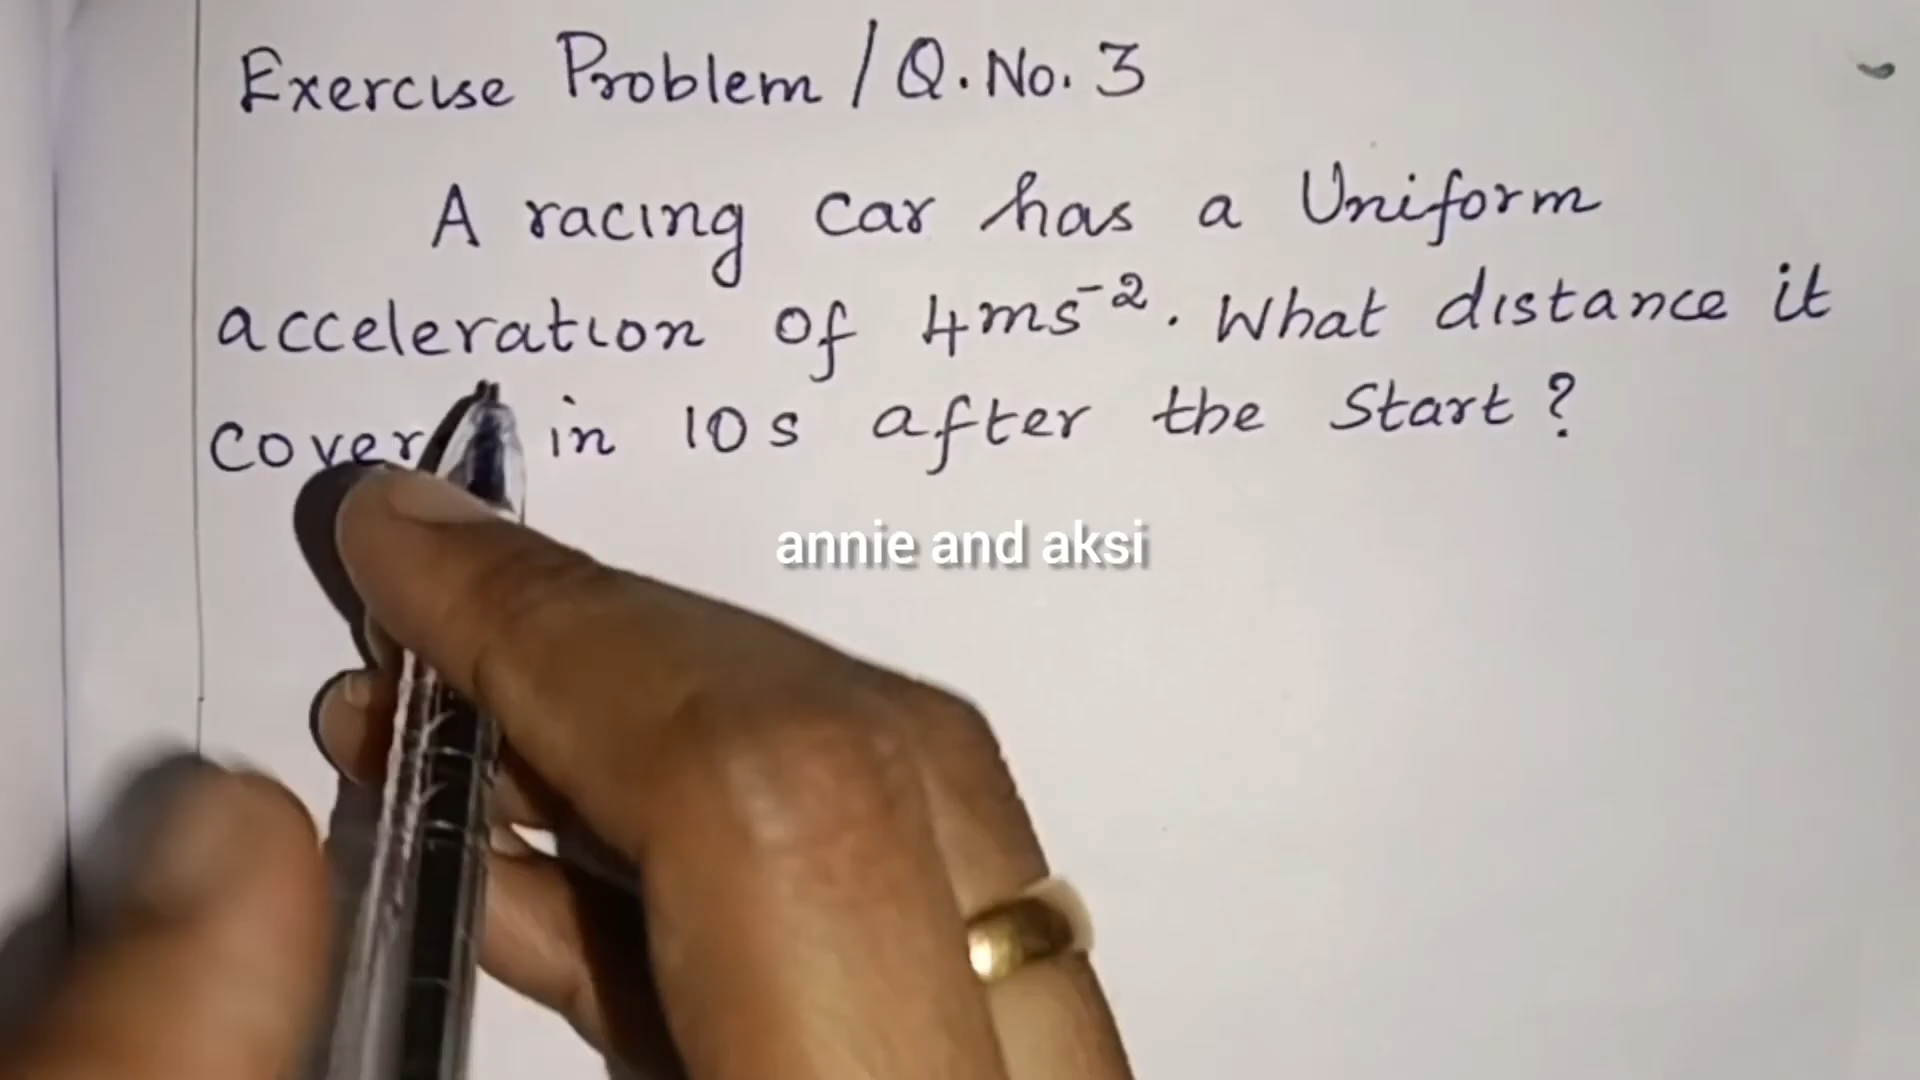 Exercise Problem / Q. No. 3
A racing car has a Uniform
acceleration of 4ms⁻². What distance it
cover in 10s after the Start?
annie and aksi